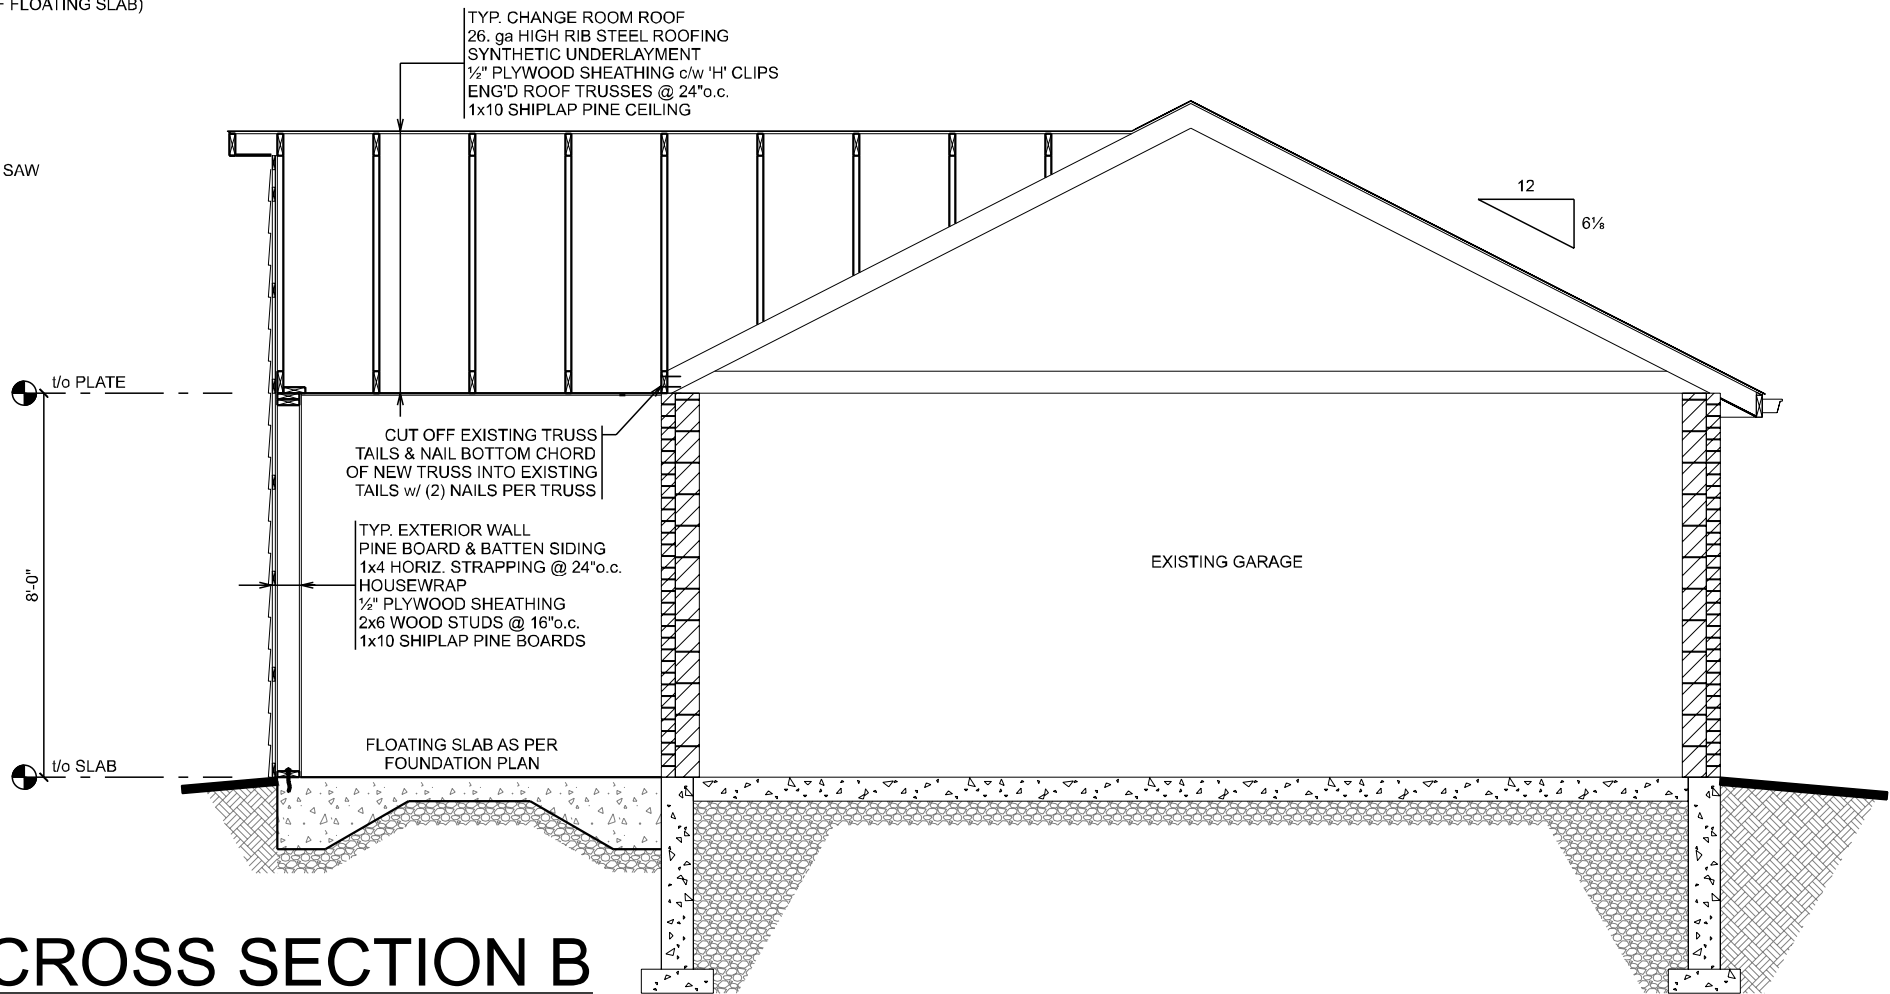 FLOATING SLAB)
TYP. CHANGE ROOM ROOF
26. ga HIGH RIB STEEL ROOFING
SYNTHETIC UNDERLAYMENT
½" PLYWOOD SHEATHING c/w 'H' CLIPS
ENG'D ROOF TRUSSES @ 24"o.c.
1x10 SHIPLAP PINE CEILING
SAW
12
6⅛
t/o PLATE
CUT OFF EXISTING TRUSS
TAILS & NAIL BOTTOM CHORD
OF NEW TRUSS INTO EXISTING
TAILS w/ (2) NAILS PER TRUSS
TYP. EXTERIOR WALL
PINE BOARD & BATTEN SIDING
1x4 HORIZ. STRAPPING @ 24"o.c.
HOUSEWRAP
½" PLYWOOD SHEATHING
2x6 WOOD STUDS @ 16"o.c.
1x10 SHIPLAP PINE BOARDS
EXISTING GARAGE
8'-0"
FLOATING SLAB AS PER
FOUNDATION PLAN
t/o SLAB
CROSS SECTION B